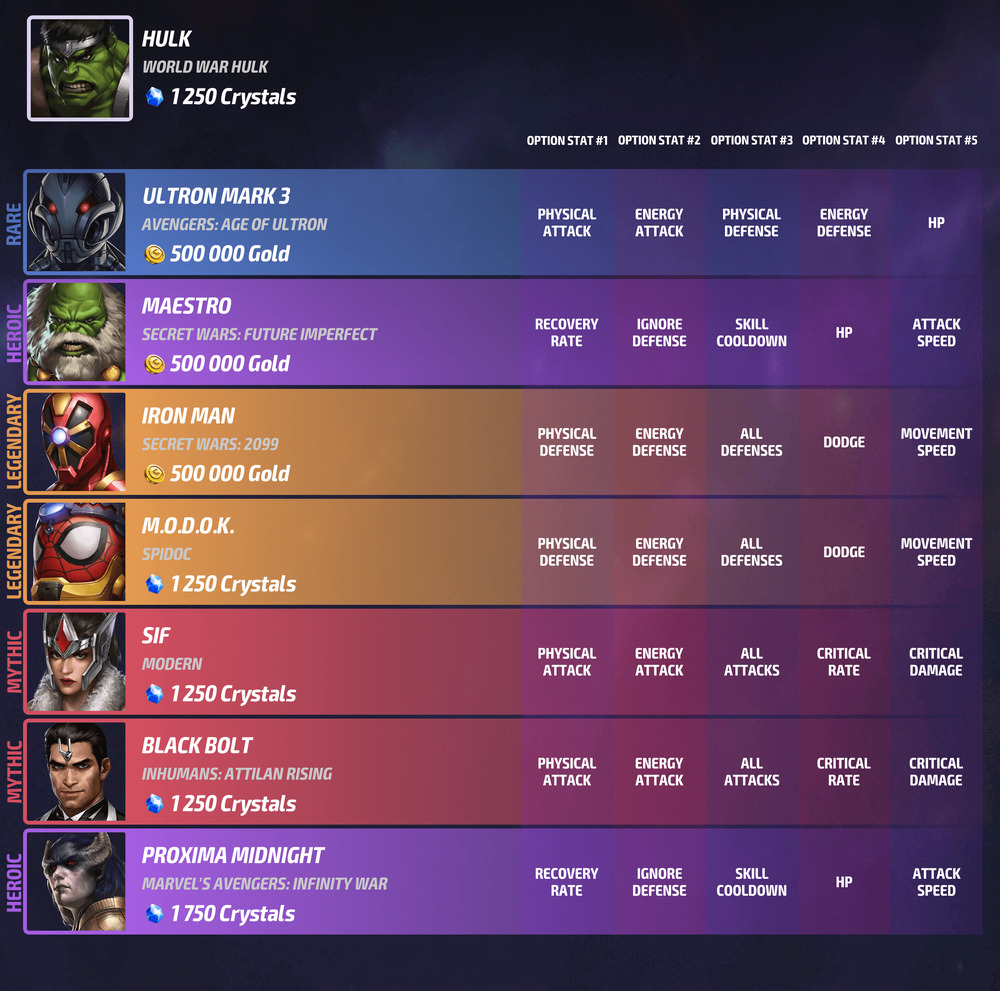 HULK
WORLD WAR HULK
1 250 Crystals
OPTION STAT #1 OPTION STAT #2 OPTION STAT #3 OPTION STAT #4 OPTION STAT #5
RARE
ULTRON MARK 3
AVENGERS: AGE OF ULTRON
500 000 Gold
PHYSICAL
ATTACK
ENERGY
ATTACK
PHYSICAL
DEFENSE
ENERGY
DEFENSE
HP
HEROIC
MAESTRO
SECRET WARS: FUTURE IMPERFECT
500 000 Gold
RECOVERY
RATE
IGNORE
DEFENSE
SKILL
COOLDOWN
HP
ATTACK
SPEED
LEGENDARY
IRON MAN
SECRET WARS: 2099
500 000 Gold
PHYSICAL
DEFENSE
ENERGY
DEFENSE
ALL
DEFENSES
DODGE
MOVEMENT
SPEED
LEGENDARY
M.O.D.O.K.
SPIDOC
1 250 Crystals
PHYSICAL
DEFENSE
ENERGY
DEFENSE
ALL
DEFENSES
DODGE
MOVEMENT
SPEED
MYTHIC
SIF
MODERN
1 250 Crystals
PHYSICAL
ATTACK
ENERGY
ATTACK
ALL
ATTACKS
CRITICAL
RATE
CRITICAL
DAMAGE
MYTHIC
BLACK BOLT
INHUMANS: ATTILAN RISING
1 250 Crystals
PHYSICAL
ATTACK
ENERGY
ATTACK
ALL
ATTACKS
CRITICAL
RATE
CRITICAL
DAMAGE
HEROIC
PROXIMA MIDNIGHT
MARVEL'S AVENGERS: INFINITY WAR
1 750 Crystals
RECOVERY
RATE
IGNORE
DEFENSE
SKILL
COOLDOWN
HP
ATTACK
SPEED